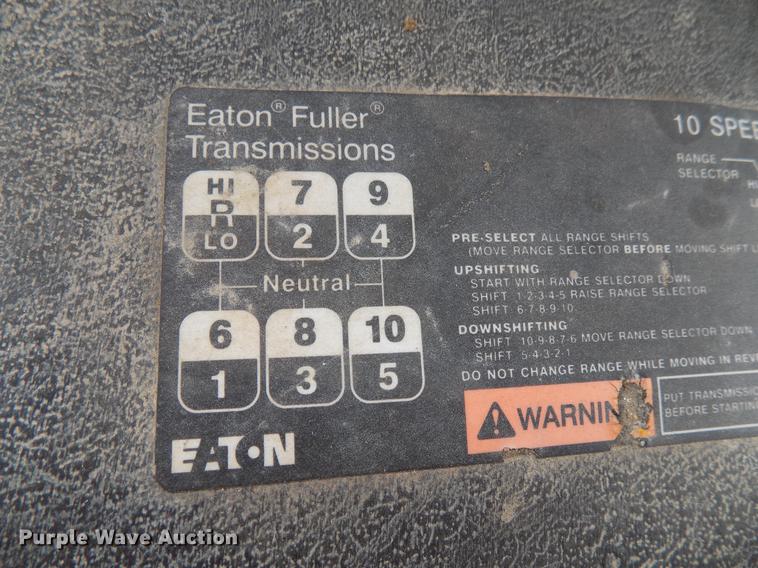 Eaton® Fuller®
Transmissions
10 SPEE
RANGE
SELECTOR
HI
R
LO
7
2
9
4
Neutral
6
1
8
3
10
5
PRE-SELECT ALL RANGE SHIFTS
(MOVE RANGE SELECTOR BEFORE MOVING SHIFT L
UPSHIFTING
START WITH RANGE SELECTOR DOWN
SHIFT 1-2-3-4-5 RAISE RANGE SELECTOR
SHIFT 6-7-8-9-10
DOWNSHIFTING
SHIFT 10-9-8-7-6 MOVE RANGE SELECTOR DOWN
SHIFT 5-4-3-2-1
DO NOT CHANGE RANGE WHILE MOVING IN REV
WARNIN
PUT TRANSMISSIO
BEFORE STARTIN
EATON
Purple Wave Auction